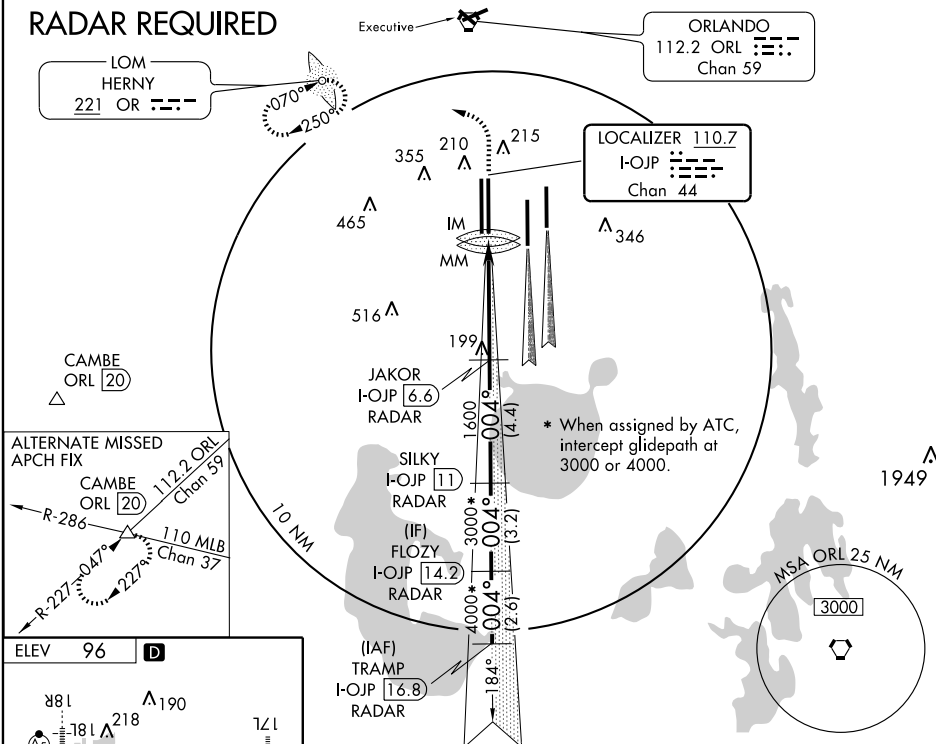 RADAR REQUIRED
Executive
ORLANDO
112.2 ORL
Chan 59
LOM
HERNY
221 OR
070°
250°
LOCALIZER 110.7
I-OJP
Chan 44
215
210
355
465
346
IM
MM
516
199
JAKOR
I-OJP 6.6
RADAR
1600
004°
(4.4)
* When assigned by ATC,
intercept glidepath at
3000 or 4000.
CAMBE
ORL 20
SILKY
I-OJP 11
RADAR
3000*
004°
(3.2)
1949
ALTERNATE MISSED
APCH FIX
CAMBE
ORL 20
112.2 ORL
Chan 59
R-286
110 MLB
Chan 37
047°
R-227
227°
10 NM
(IF)
FLOZY
I-OJP 14.2
RADAR
4000*
004°
(2.6)
MSA ORL 25 NM
3000
(IAF)
TRAMP
I-OJP 16.8
RADAR
184°
ELEV 96 D
18R
18L
218
190
17L